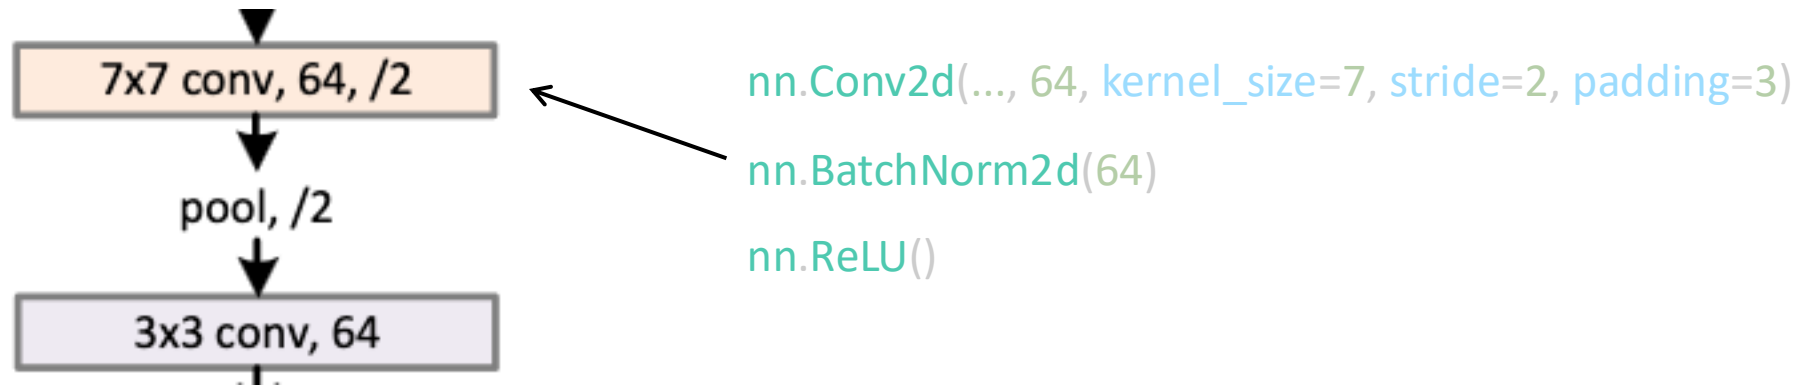 7x7 conv, 64, /2
pool, /2
3x3 conv, 64
nn.Conv2d(..., 64, kernel_size=7, stride=2, padding=3)
nn.BatchNorm2d(64)
nn.ReLU()